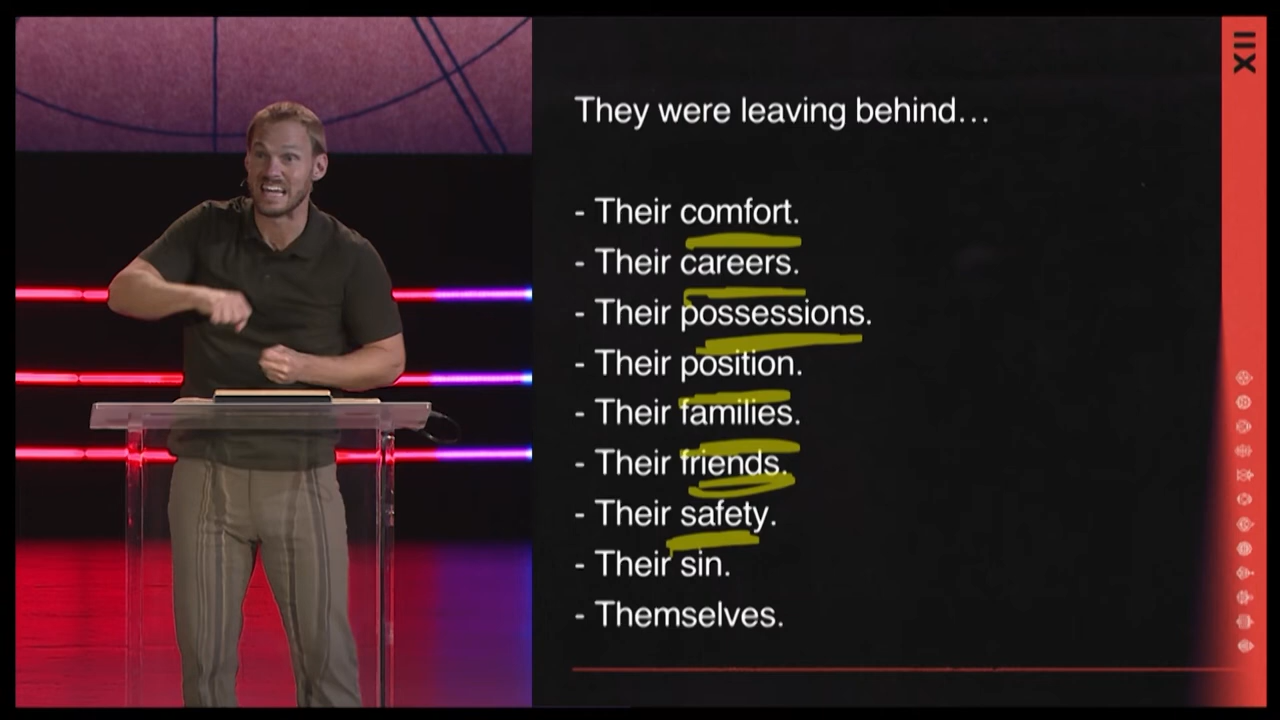 They were leaving behind…
- Their comfort.
- Their careers.
- Their possessions.
- Their position.
- Their families.
- Their friends.
- Their safety.
- Their sin.
- Themselves.
XII